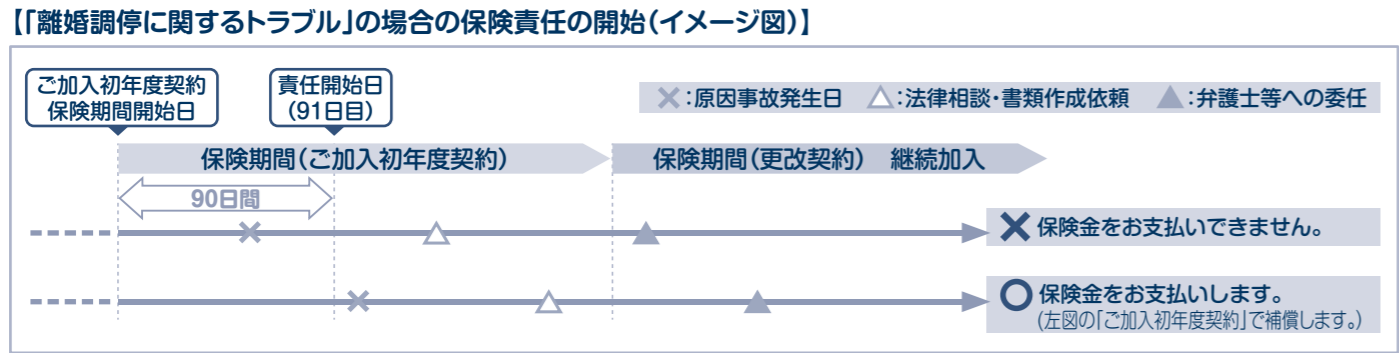 【「離婚調停に関するトラブル」の場合の保険責任の開始（イメージ図）】
ご加入初年度契約
保険期間開始日
責任開始日
（91日目）
×：原因事故発生日　△：法律相談・書類作成依頼　▲：弁護士等への委任
保険期間（ご加入初年度契約）
保険期間（更改契約）　継続加入
90日間
× 保険金をお支払いできません。
○ 保険金をお支払いします。
（左図の「ご加入初年度契約」で補償します。）